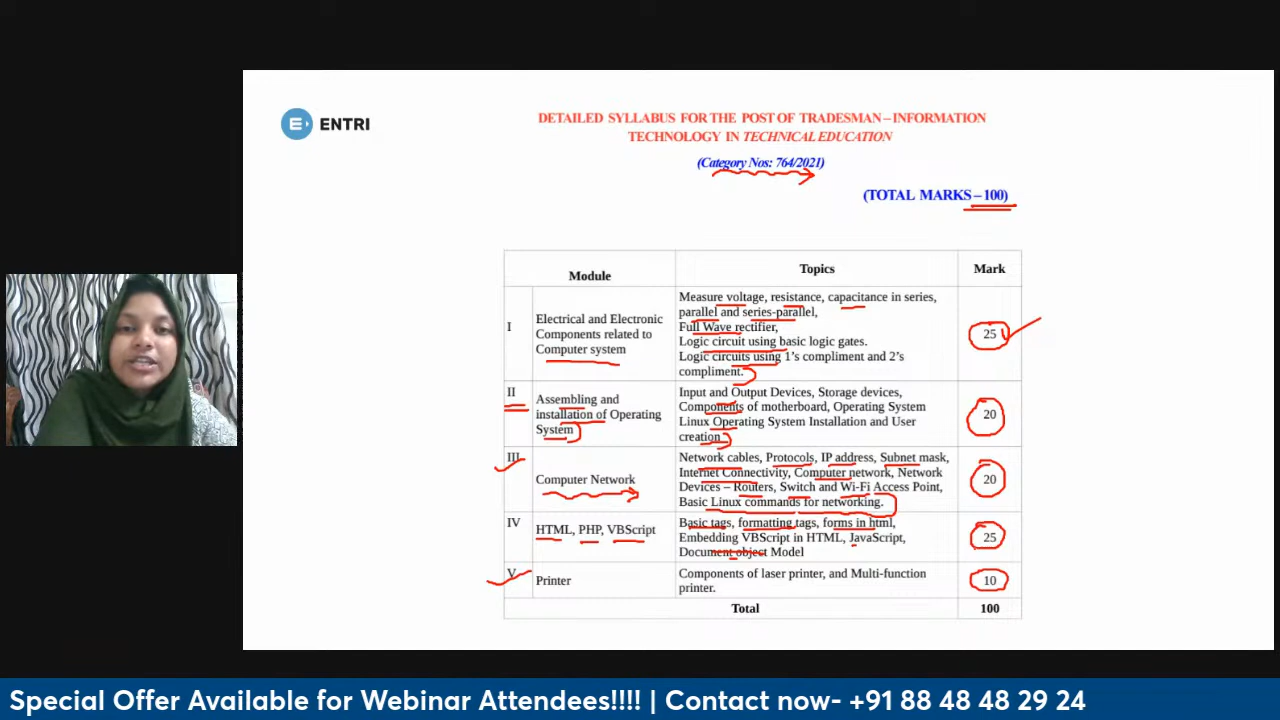 ENTRI
DETAILED SYLLABUS FOR THE POST OF TRADESMAN – INFORMATION
TECHNOLOGY IN TECHNICAL EDUCATION
(Category Nos: 764/2021)
(TOTAL MARKS – 100)
Module
Topics
Mark
I
Electrical and Electronic
Components related to
Computer system
Measure voltage, resistance, capacitance in series,
parallel and series-parallel,
Full Wave rectifier,
Logic circuit using basic logic gates.
Logic circuits using 1's compliment and 2's
compliment.
25
II
Assembling and
installation of Operating
System
Input and Output Devices, Storage devices,
Components of motherboard, Operating System
Linux Operating System Installation and User
creation
20
III
Computer Network
Network cables, Protocols, IP address, Subnet mask,
Internet Connectivity, Computer network, Network
Devices – Routers, Switch and Wi-Fi Access Point,
Basic Linux commands for networking.
20
IV
HTML, PHP, VBScript
Basic tags, formatting tags, forms in html,
Embedding VBScript in HTML, JavaScript,
Document object Model
25
V
Printer
Components of laser printer, and Multi-function
printer.
10
Total
100
Special Offer Available for Webinar Attendees!!!! | Contact now- +91 88 48 48 29 24